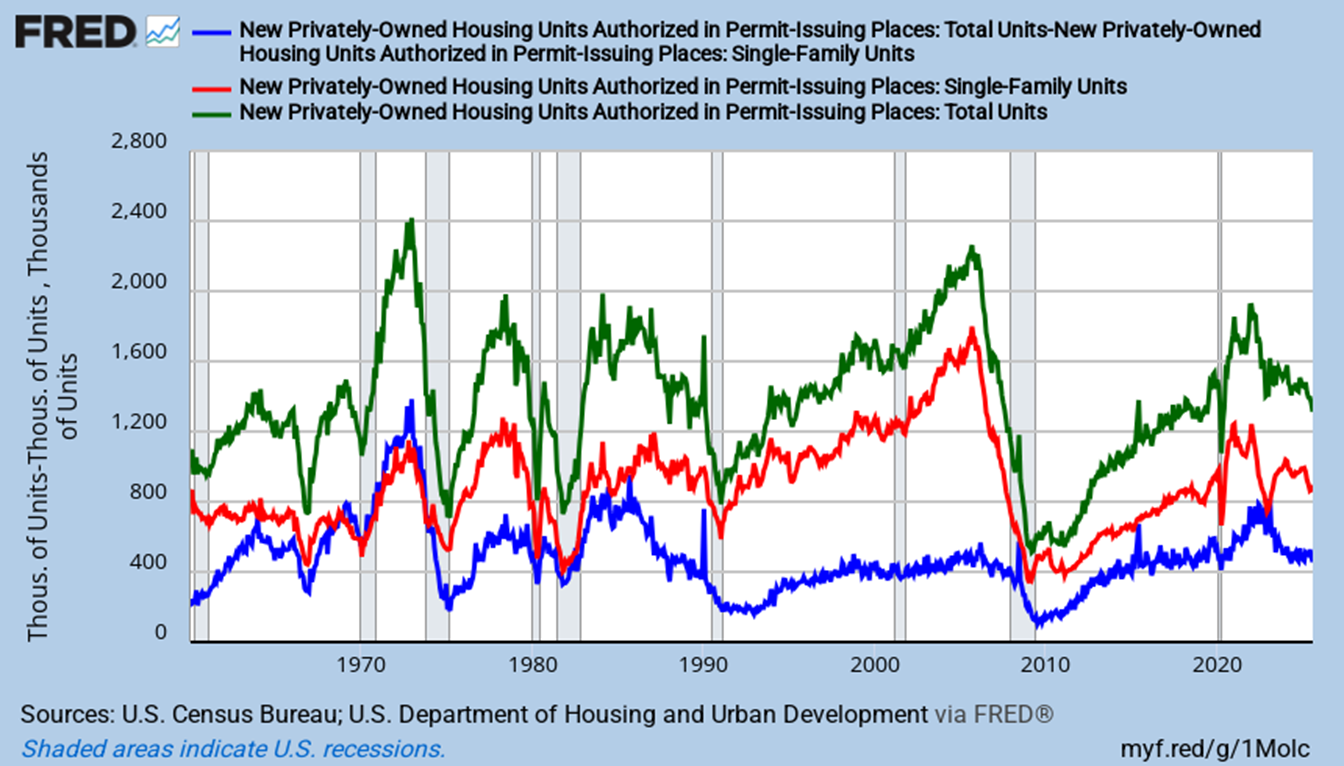 FRED
New Privately-Owned Housing Units Authorized in Permit-Issuing Places: Total Units-New Privately-Owned
Housing Units Authorized in Permit-Issuing Places: Single-Family Units
New Privately-Owned Housing Units Authorized in Permit-Issuing Places: Single-Family Units
New Privately-Owned Housing Units Authorized in Permit-Issuing Places: Total Units
Thous. of Units-Thous. of Units , Thousands
of Units
2,800
2,400
2,000
1,600
1,200
800
400
0
1970 1980 1990 2000 2010 2020
Sources: U.S. Census Bureau; U.S. Department of Housing and Urban Development via FRED®
Shaded areas indicate U.S. recessions.
myf.red/g/1Molc